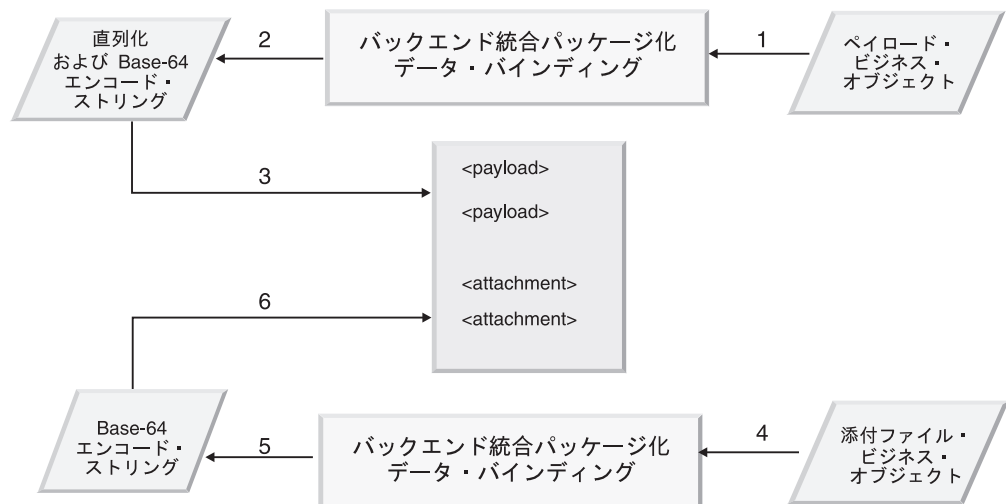 直列化
および Base-64
エンコード・
ストリング
2
バックエンド統合パッケージ化
データ・バインディング
1
ペイロード・
ビジネス・
オブジェクト
3
<payload>
<payload>
<attachment>
<attachment>
6
Base-64
エンコード・
ストリング
5
バックエンド統合パッケージ化
データ・バインディング
4
添付ファイル・
ビジネス・
オブジェクト